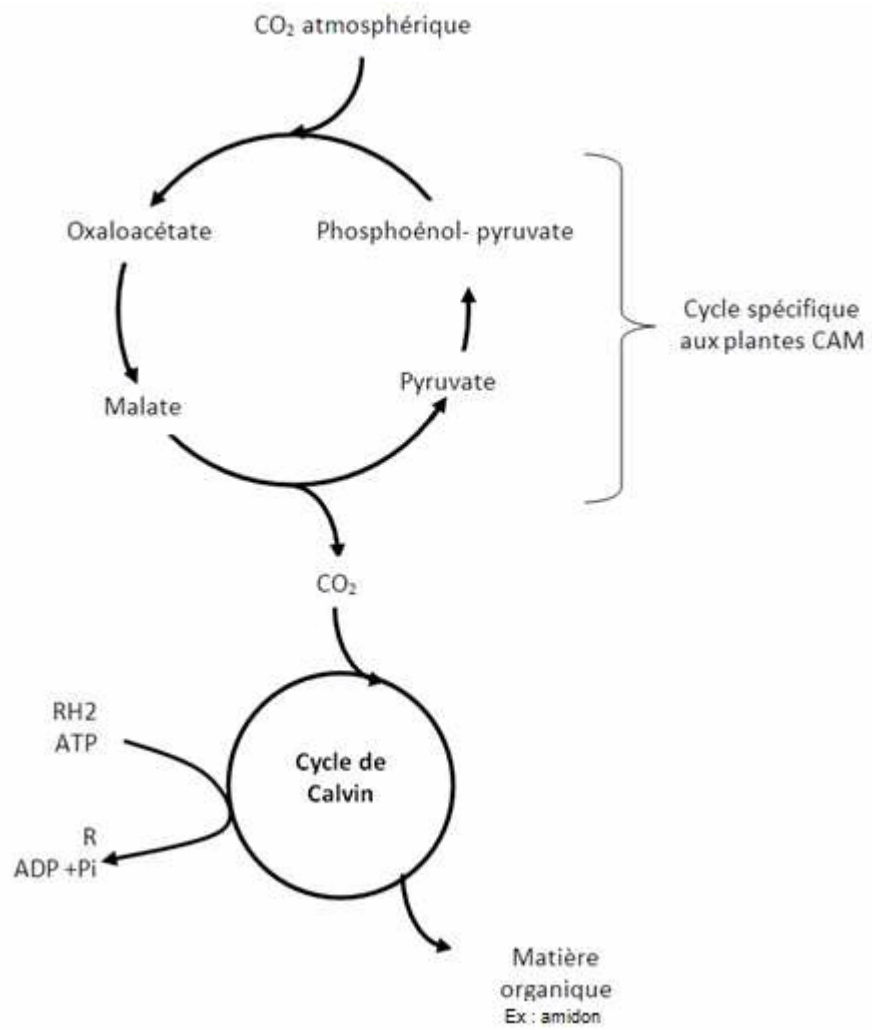 CO₂ atmosphérique
Oxaloacétate
Phosphoénol- pyruvate
Cycle spécifique
aux plantes CAM
Pyruvate
Malate
CO₂
RH2
ATP
Cycle de
Calvin
R
ADP +Pi
Matière
organique
Ex : amidon